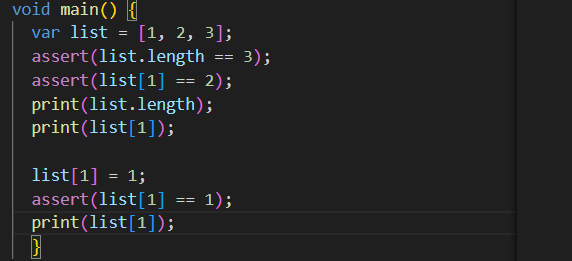 void main() {
  var list = [1, 2, 3];
  assert(list.length == 3);
  assert(list[1] == 2);
  print(list.length);
  print(list[1]);

  list[1] = 1;
  assert(list[1] == 1);
  print(list[1]);
  }